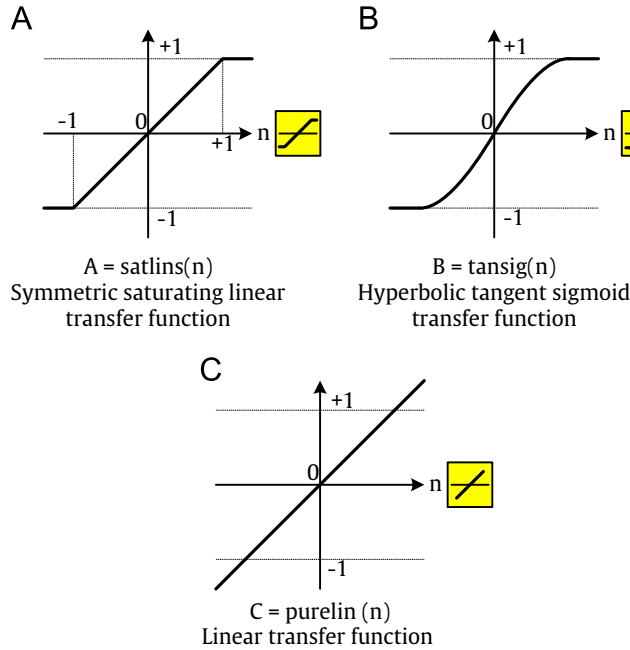 A
+1
-1
0
n
+1
-1
A = satlins(n)
Symmetric saturating linear
transfer function
B
+1
0
n
-1
B = tansig(n)
Hyperbolic tangent sigmoid
transfer function
C
+1
0
n
-1
C = purelin (n)
Linear transfer function